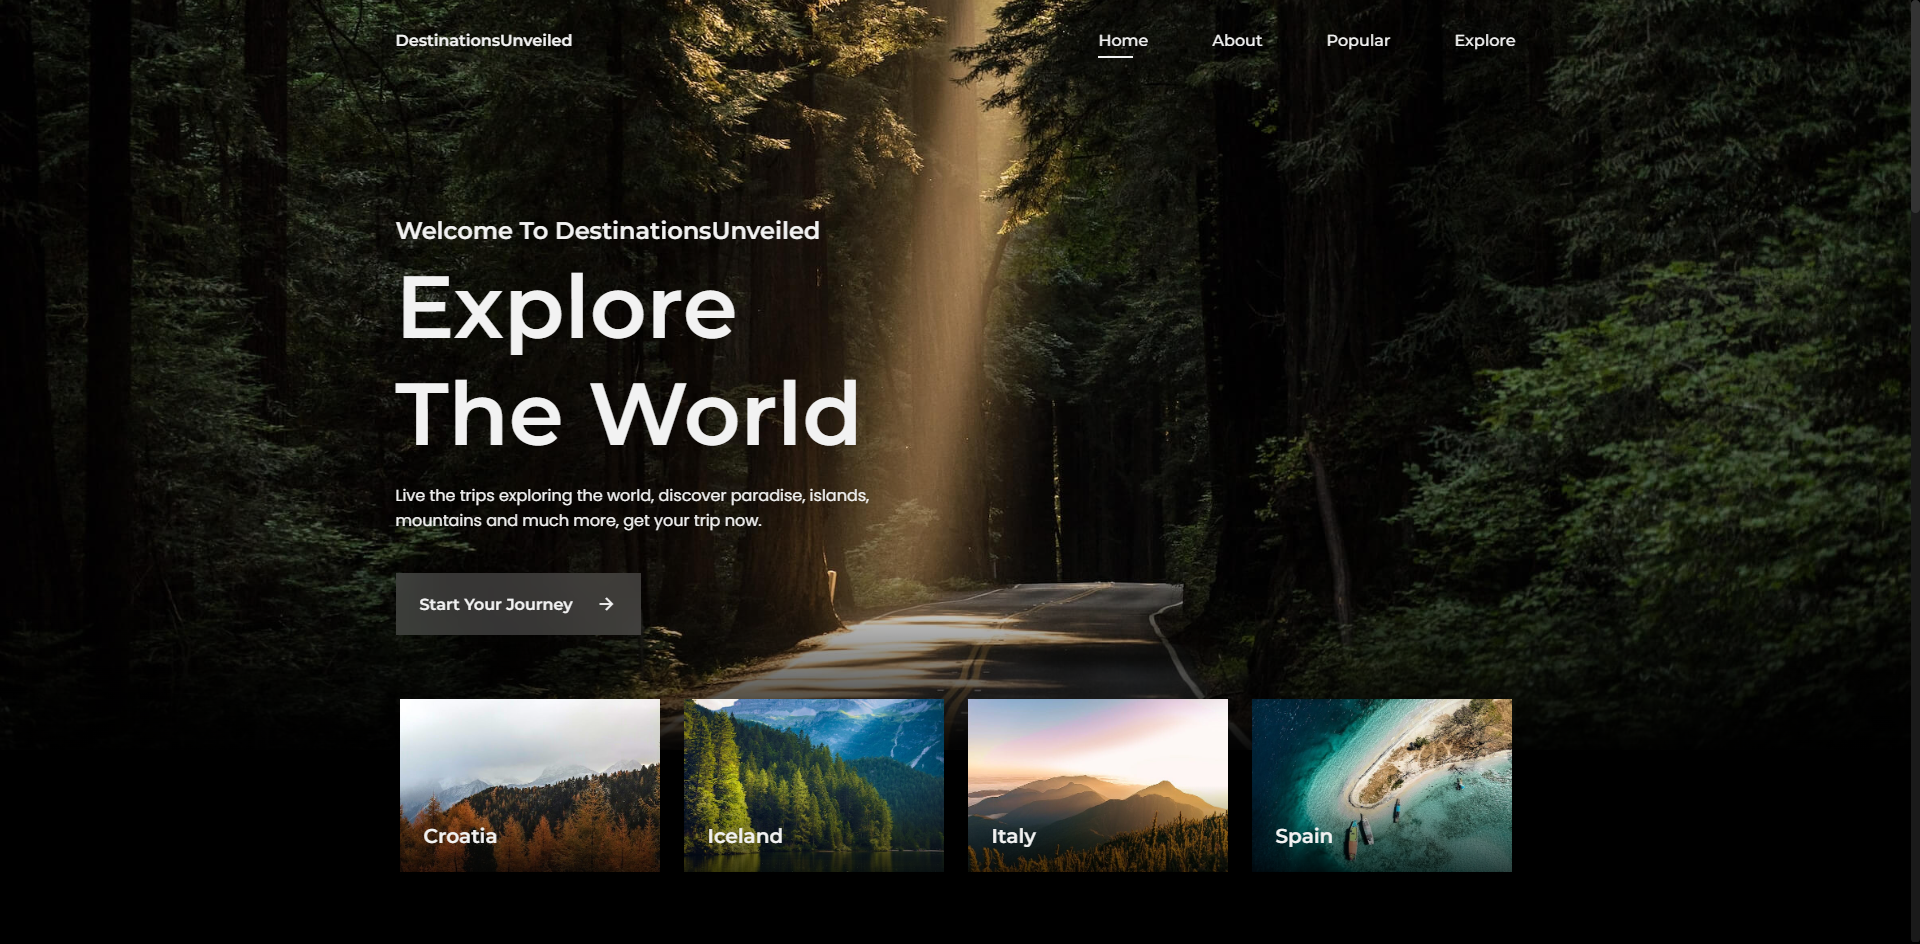 DestinationsUnveiled
Home
About
Popular
Explore
Welcome To DestinationsUnveiled
Explore
The World
Live the trips exploring the world, discover paradise, islands,
mountains and much more, get your trip now.
Start Your Journey
Croatia
Iceland
Italy
Spain